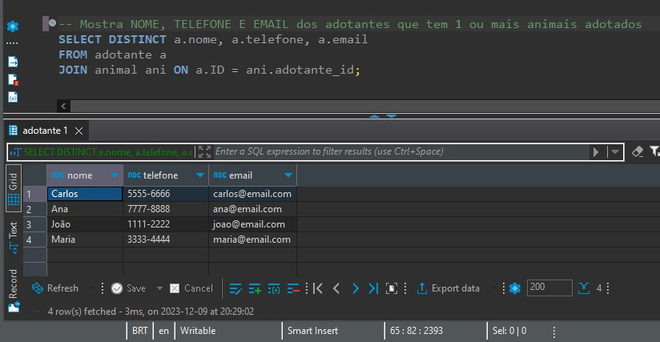 -- Mostra NOME, TELEFONE E EMAIL dos adotantes que tem 1 ou mais animais adotados
SELECT DISTINCT a.nome, a.telefone, a.email
FROM adotante a
JOIN animal ani ON a.ID = ani.adotante_id;
adotante 1
SELECT DISTINCT a.nome, a.telefone, a.e
Enter a SQL expression to filter results (use Ctrl+Space)
Grid
Text
Record
nome telefone email
1 Carlos 5555-6666 carlos@email.com
2 Ana 7777-8888 ana@email.com
3 João 1111-2222 joao@email.com
4 Maria 3333-4444 maria@email.com
Refresh Save Cancel Export data 200 4
4 row(s) fetched - 3ms, on 2023-12-09 at 20:29:02
BRT en Writable Smart Insert 65 : 82 : 2393 Sel: 0 | 0